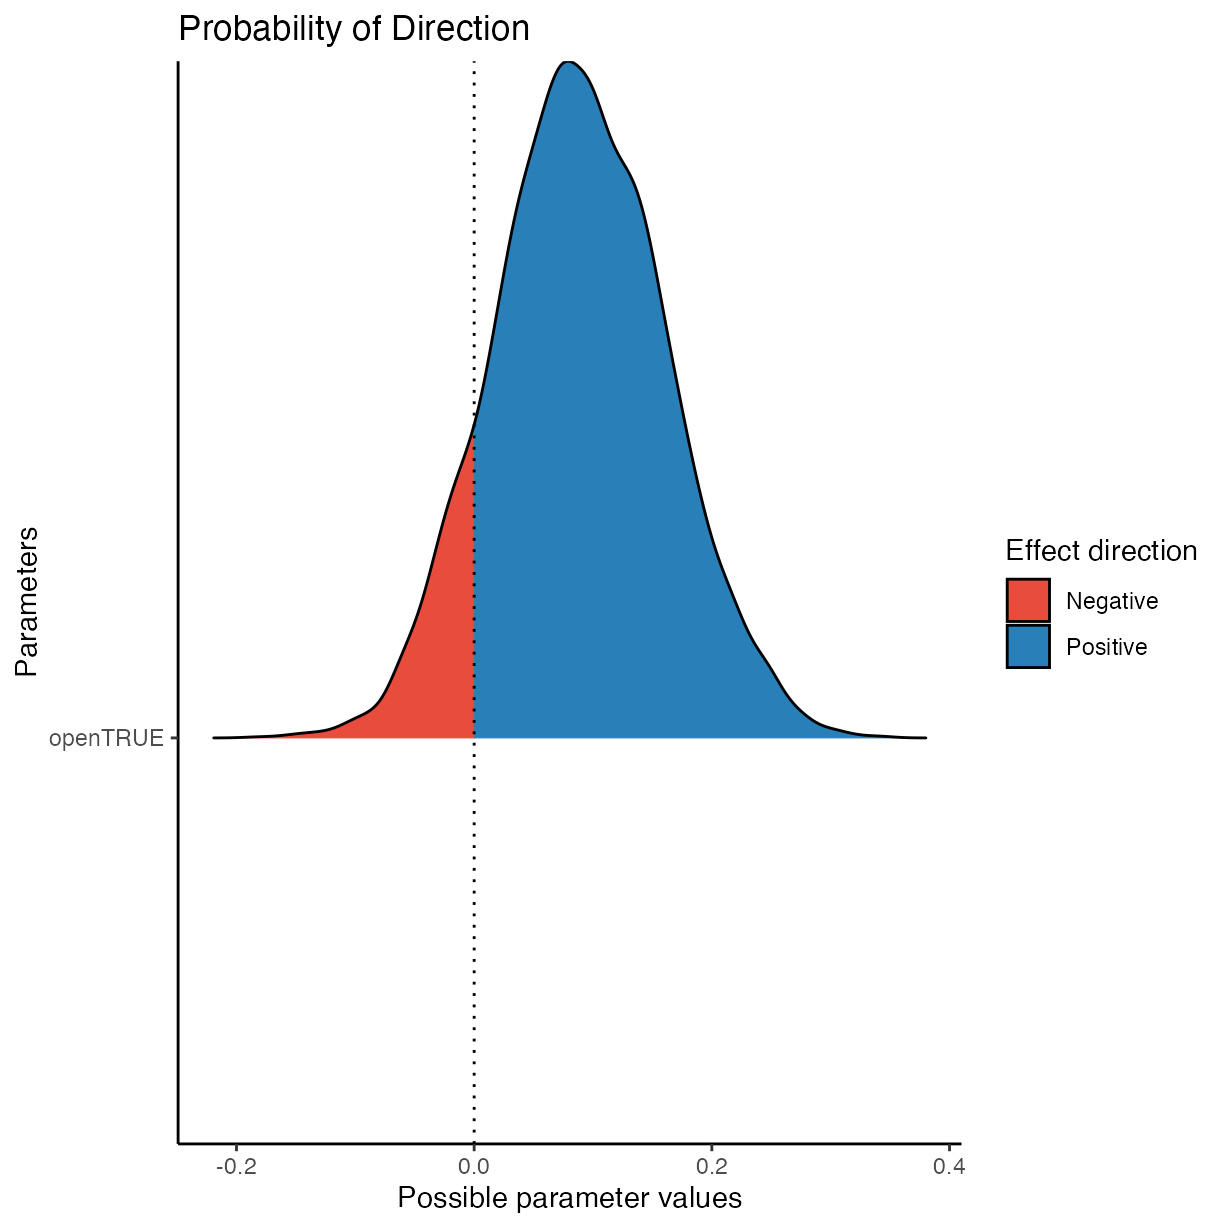 Probability of Direction
Parameters
openTRUE
-0.2
0.0
0.2
0.4
Possible parameter values
Effect direction
Negative
Positive